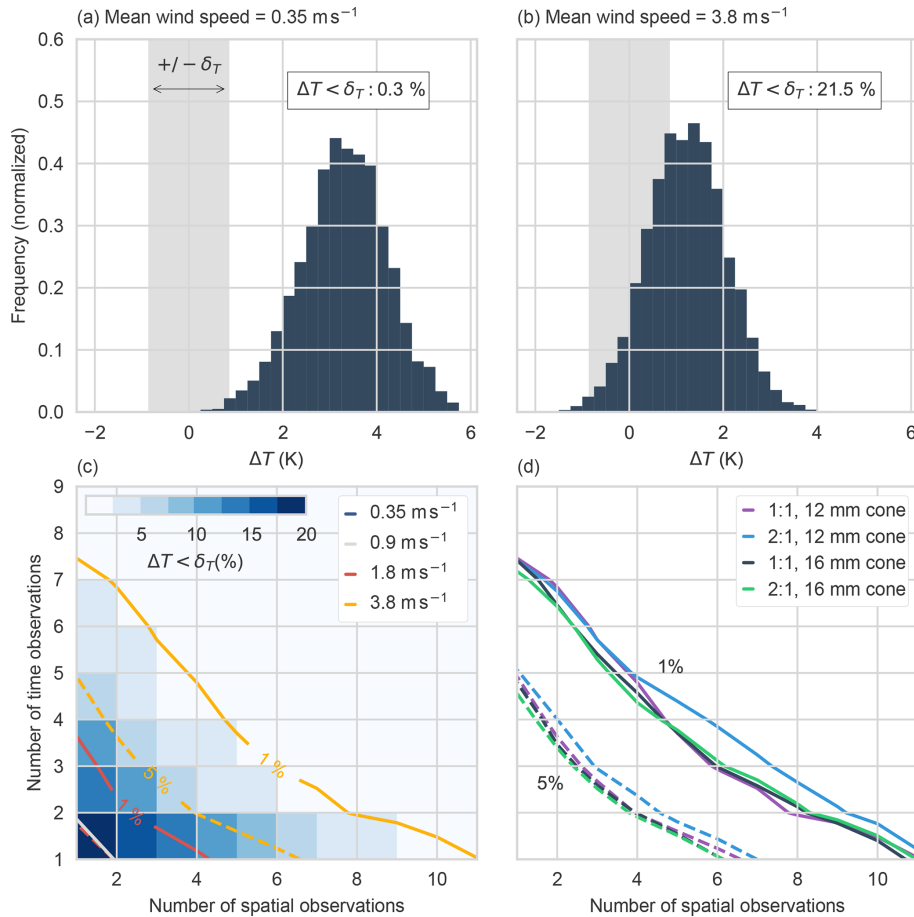 (a) Mean wind speed = 0.35 m s⁻¹
(b) Mean wind speed = 3.8 m s⁻¹
0.6
0.5
0.4
0.3
0.2
0.1
0.0
Frequency (normalized)
+/− δ_T
ΔT < δ_T : 0.3 %
ΔT < δ_T : 21.5 %
−2 0 2 4 6
−2 0 2 4 6
ΔT (K)
ΔT (K)
(c)
(d)
9
8
7
6
5
4
3
2
1
Number of time observations
5 10 15 20
ΔT < δ_T(%)
0.35 m s⁻¹
0.9 m s⁻¹
1.8 m s⁻¹
3.8 m s⁻¹
1 %
5 %
1 %
2 4 6 8 10
Number of spatial observations
1:1, 12 mm cone
2:1, 12 mm cone
1:1, 16 mm cone
2:1, 16 mm cone
1%
5%
2 4 6 8 10
Number of spatial observations